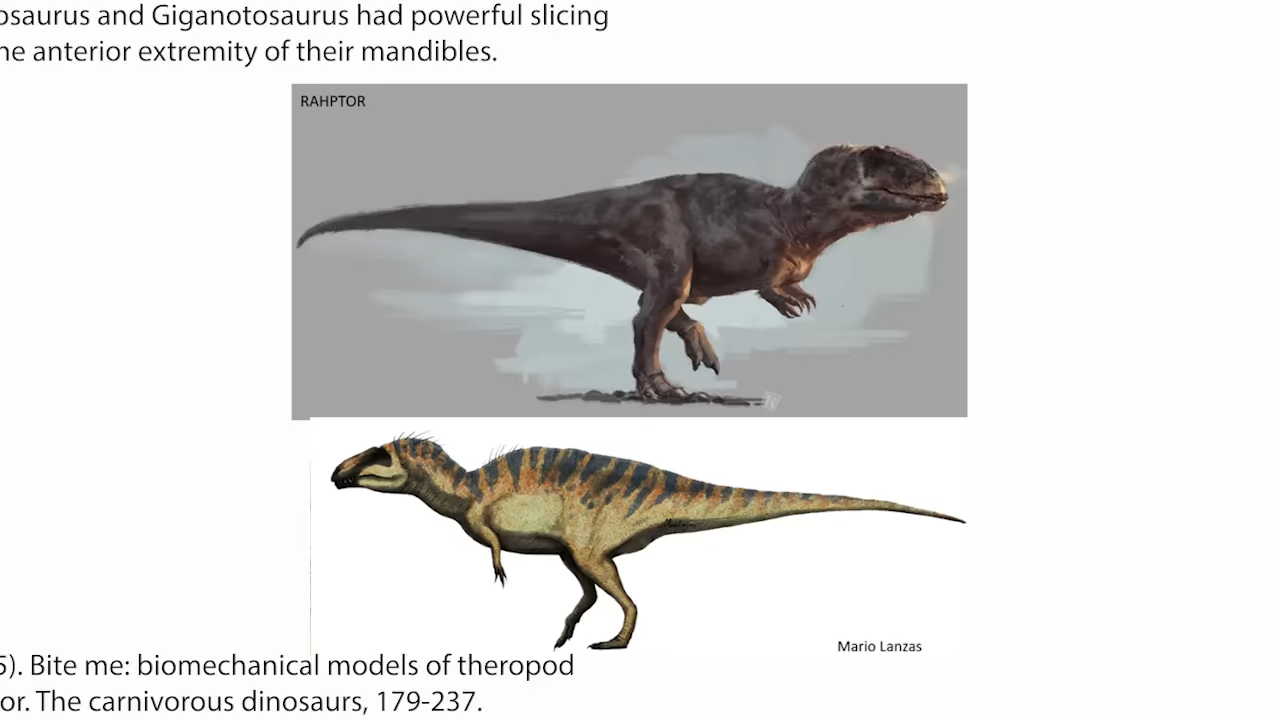 osaurus and Giganotosaurus had powerful slicing
he anterior extremity of their mandibles.
RAHPTOR
Mario Lanzas
5). Bite me: biomechanical models of theropod
or. The carnivorous dinosaurs, 179-237.